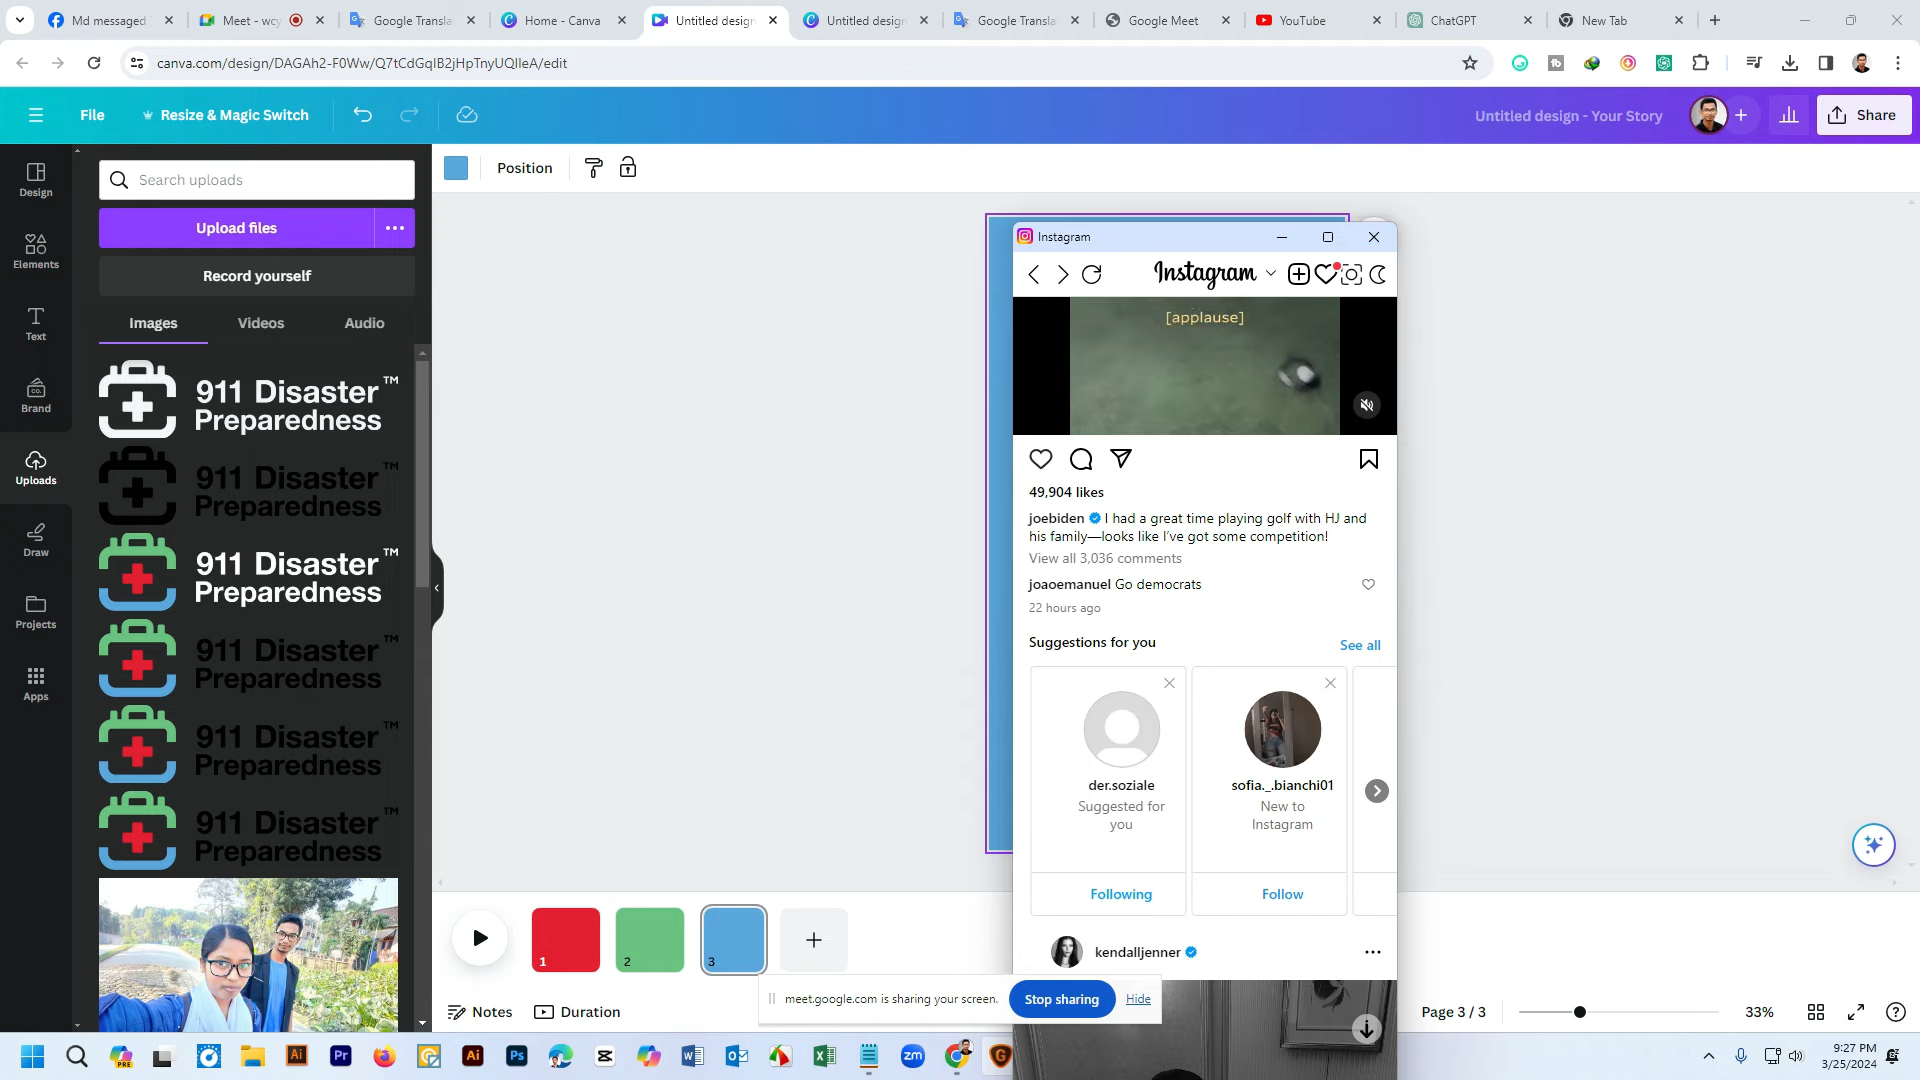 Md messaged
Meet - wcy
Google Transla
Home - Canva
Untitled design
Untitled design
Google Transla
Google Meet
YouTube
ChatGPT
New Tab
canva.com/design/DAGAh2-F0Ww/Q7tCdGqlB2jHpTnyUQIleA/edit
File
Resize & Magic Switch
Untitled design - Your Story
Share
Design
Elements
Text
Brand
Uploads
Draw
Projects
Apps
Search uploads
Upload files
Record yourself
Images
Videos
Audio
911 Disaster™
Preparedness
911 Disaster™
Preparedness
911 Disaster™
Preparedness
911 Disaster™
Preparedness
911 Disaster™
Preparedness
911 Disaster™
Preparedness
Position
Instagram
Instagram
[applause]
49,904 likes
joebiden I had a great time playing golf with HJ and
his family—looks like I've got some competition!
View all 3,036 comments
joaoemanuel Go democrats
22 hours ago
Suggestions for you
See all
der.soziale
Suggested for
you
Following
sofia._.bianchi01
New to
Instagram
Follow
kendalljenner
1
2
3
Notes
Duration
meet.google.com is sharing your screen.
Stop sharing
Hide
Page 3 / 3
33%
9:27 PM
3/25/2024